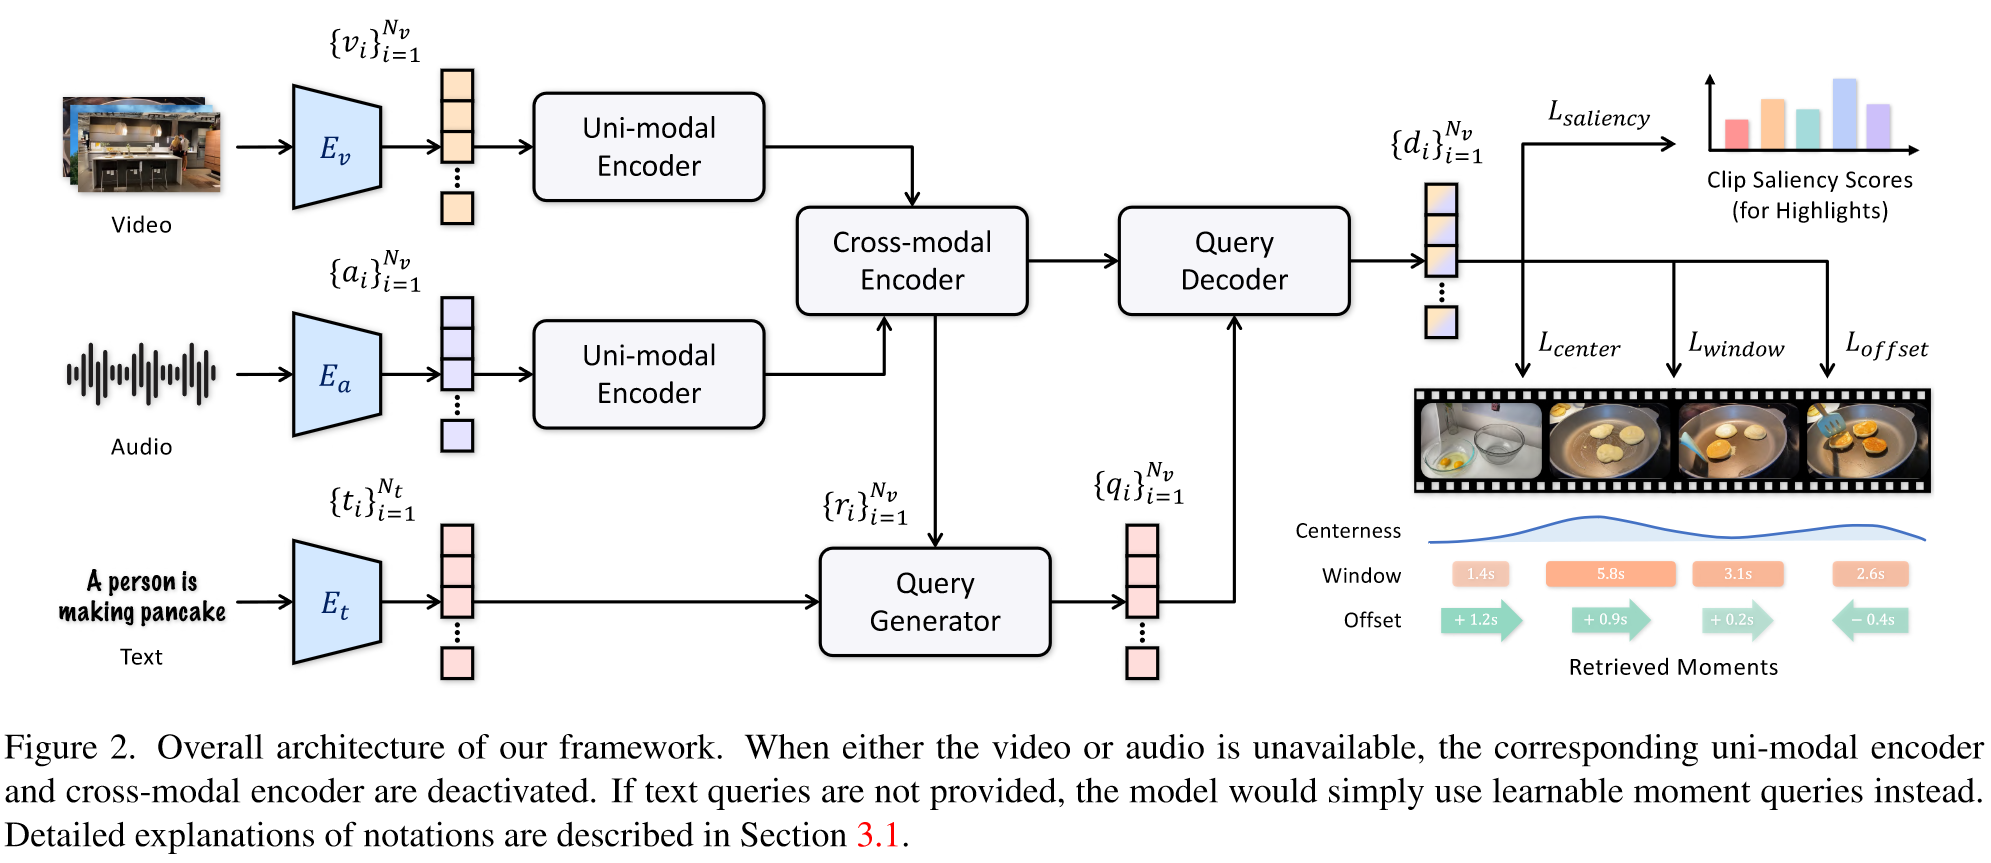 {v_i}_{i=1}^{N_v}
Video
E_v
Uni-modal
Encoder
{a_i}_{i=1}^{N_v}
Audio
E_a
Uni-modal
Encoder
{t_i}_{i=1}^{N_t}
A person is
making pancake
Text
E_t
Cross-modal
Encoder
{r_i}_{i=1}^{N_v}
Query
Generator
{q_i}_{i=1}^{N_v}
Query
Decoder
{d_i}_{i=1}^{N_v}
L_{saliency}
Clip Saliency Scores
(for Highlights)
L_{center}
L_{window}
L_{offset}
Centerness
Window
1.4s
5.8s
3.1s
2.6s
Offset
+ 1.2s
+ 0.9s
+ 0.2s
− 0.4s
Retrieved Moments
Figure 2. Overall architecture of our framework. When either the video or audio is unavailable, the corresponding uni-modal encoder
and cross-modal encoder are deactivated. If text queries are not provided, the model would simply use learnable moment queries instead.
Detailed explanations of notations are described in Section 3.1.